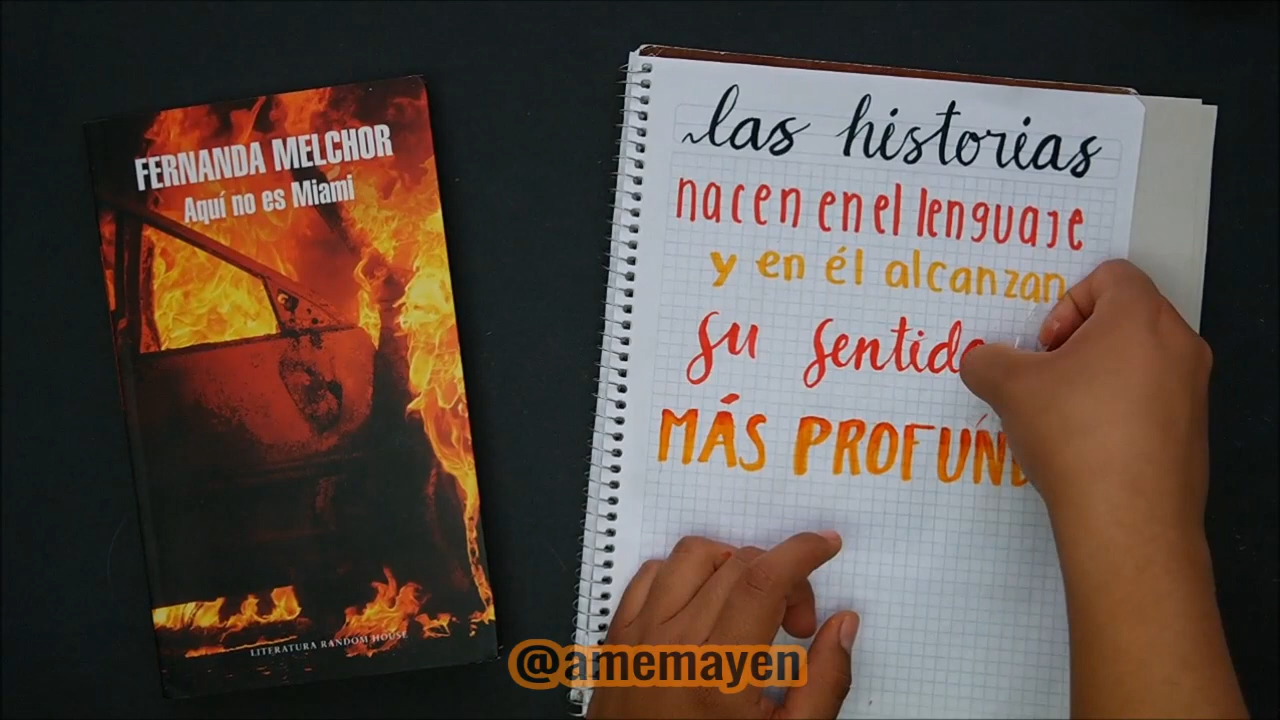 FERNANDA MELCHOR
Aquí no es Miami
LITERATURA RANDOM HOUSE
las historias
nacen en el lenguaje
y en él alcanzan
su sentido
MÁS
@amemayen